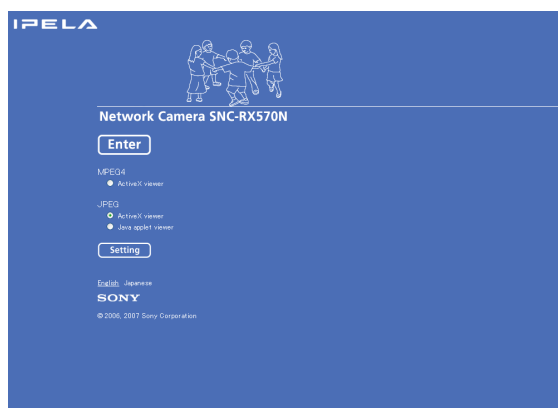 IPELA
Network Camera SNC-RX570N
Enter
MPEG4
ActiveX viewer
JPEG
ActiveX viewer
Java applet viewer
Setting
English Japanese
SONY
© 2006, 2007 Sony Corporation